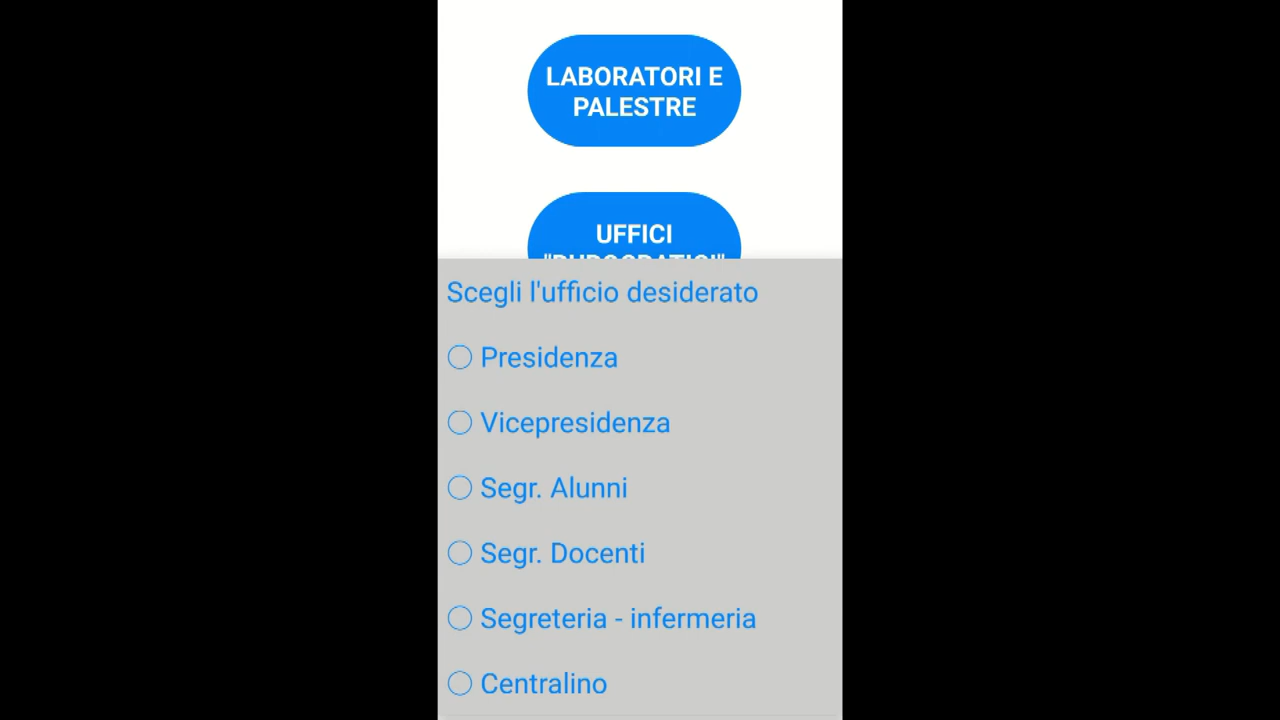 LABORATORI E
PALESTRE
UFFICI
Scegli l'ufficio desiderato
Presidenza
Vicepresidenza
Segr. Alunni
Segr. Docenti
Segreteria - infermeria
Centralino